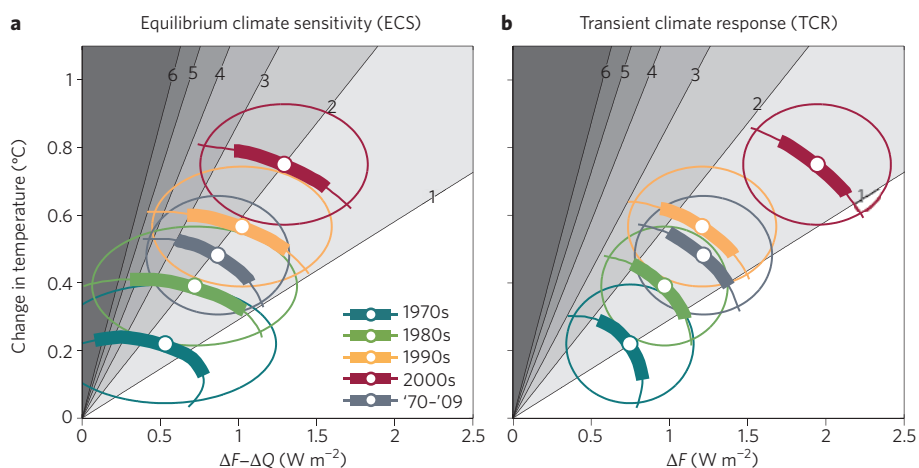 a Equilibrium climate sensitivity (ECS)
b Transient climate response (TCR)
Change in temperature (°C)
1
0.8
0.6
0.4
0.2
0
6 5 4 3 2 1
6 5 4 3 2 1
1970s
1980s
1990s
2000s
'70–'09
0 0.5 1 1.5 2 2.5
0 0.5 1 1.5 2 2.5
ΔF–ΔQ (W m⁻²)
ΔF (W m⁻²)